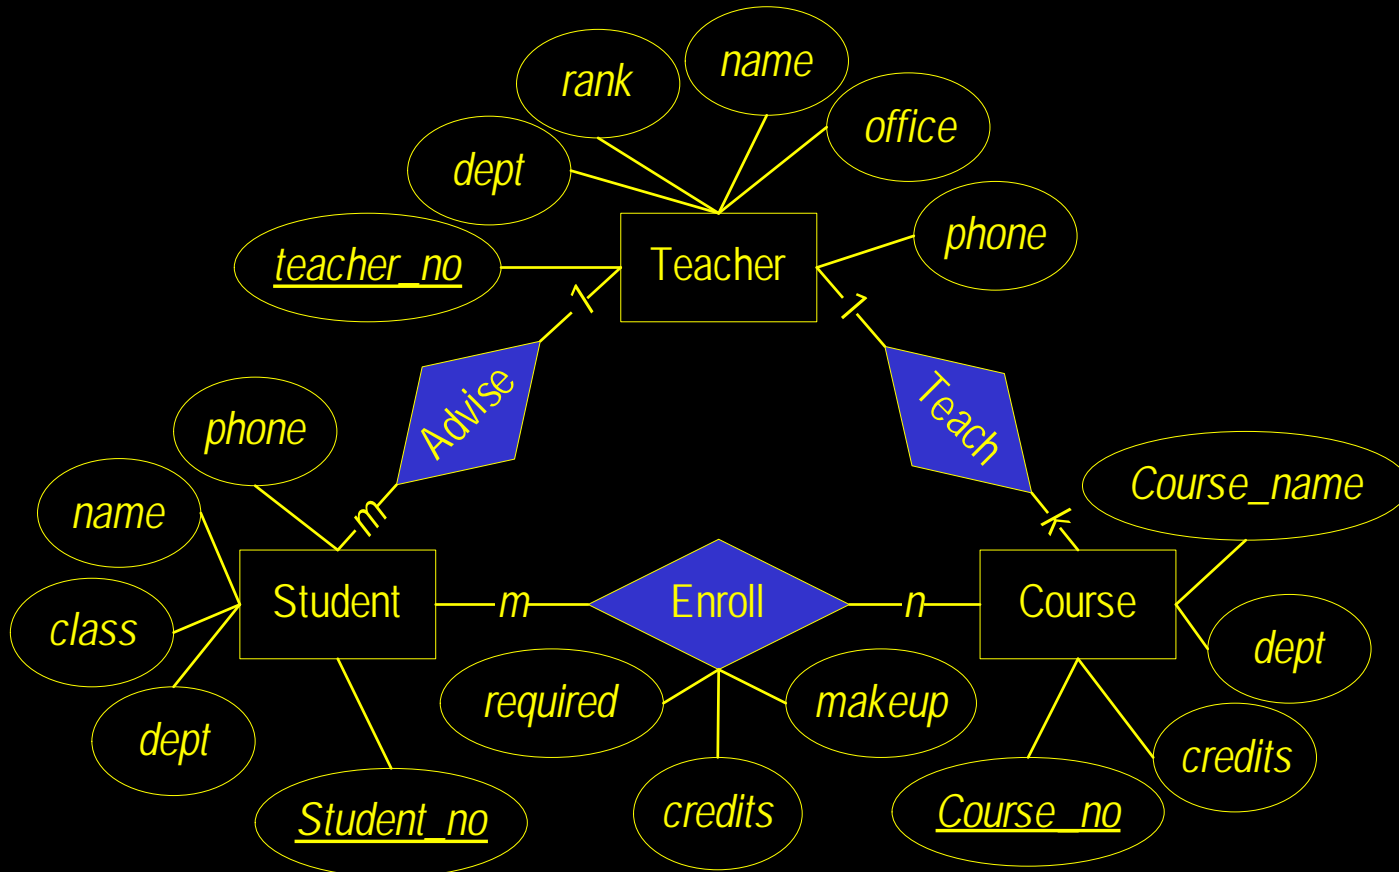 name
rank
office
dept
phone
teacher_no
Teacher
1
1
Advise
Teach
phone
Course_name
name
m
k
Student
m
Enroll
n
Course
class
dept
required
makeup
dept
credits
credits
Student_no
Course_no